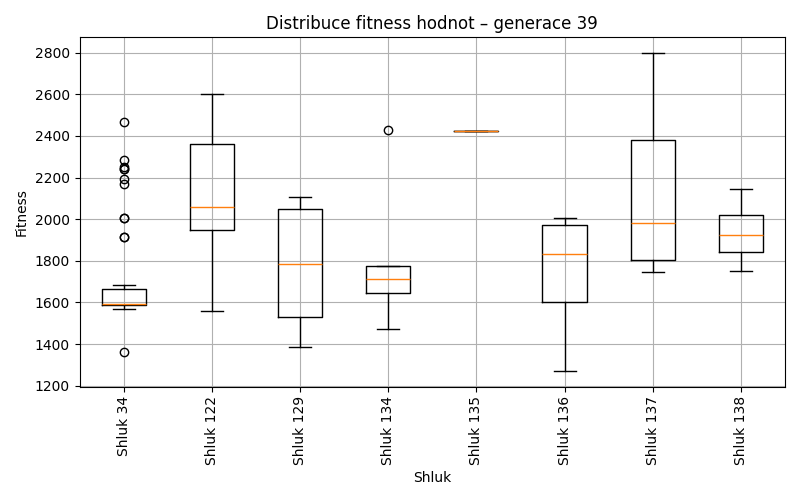 Distribuce fitness hodnot – generace 39
Fitness
2800
2600
2400
2200
2000
1800
1600
1400
1200
Shluk 34
Shluk 122
Shluk 129
Shluk 134
Shluk 135
Shluk 136
Shluk 137
Shluk 138
Shluk